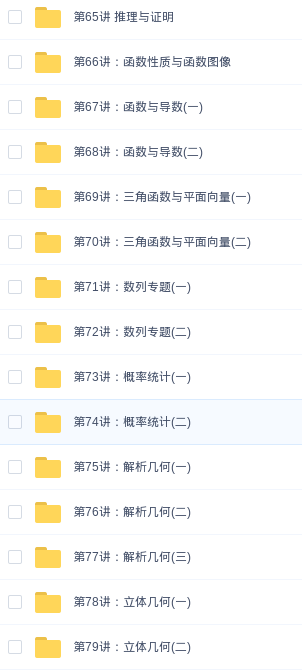 第65讲 推理与证明
第66讲：函数性质与函数图像
第67讲：函数与导数(一)
第68讲：函数与导数(二)
第69讲：三角函数与平面向量(一)
第70讲：三角函数与平面向量(二)
第71讲：数列专题(一)
第72讲：数列专题(二)
第73讲：概率统计(一)
第74讲：概率统计(二)
第75讲：解析几何(一)
第76讲：解析几何(二)
第77讲：解析几何(三)
第78讲：立体几何(一)
第79讲：立体几何(二)